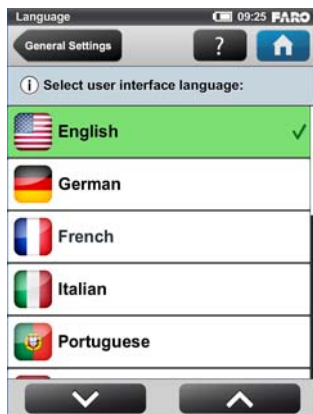 Language 09:25 FARO
General Settings ?
i Select user interface language:
English
German
French
Italian
Portuguese